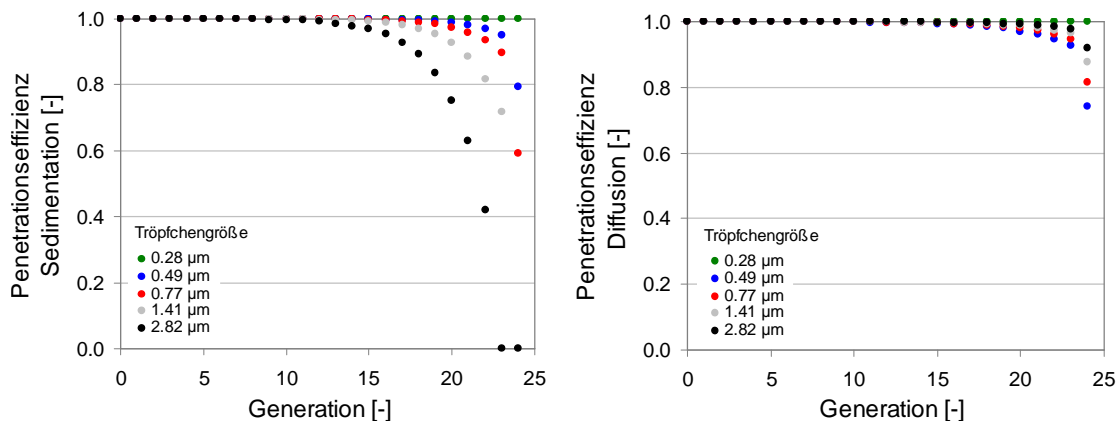 Penetrationseffizienz
Sedimentation [-]
1.0
0.8
0.6
0.4
0.2
0.0
Tröpfchengröße
0.28 µm
0.49 µm
0.77 µm
1.41 µm
2.82 µm
0 5 10 15 20 25
Generation [-]
Penetrationseffizienz
Diffusion [-]
1.0
0.8
0.6
0.4
0.2
0.0
Tröpfchengröße
0.28 µm
0.49 µm
0.77 µm
1.41 µm
2.82 µm
0 5 10 15 20 25
Generation [-]